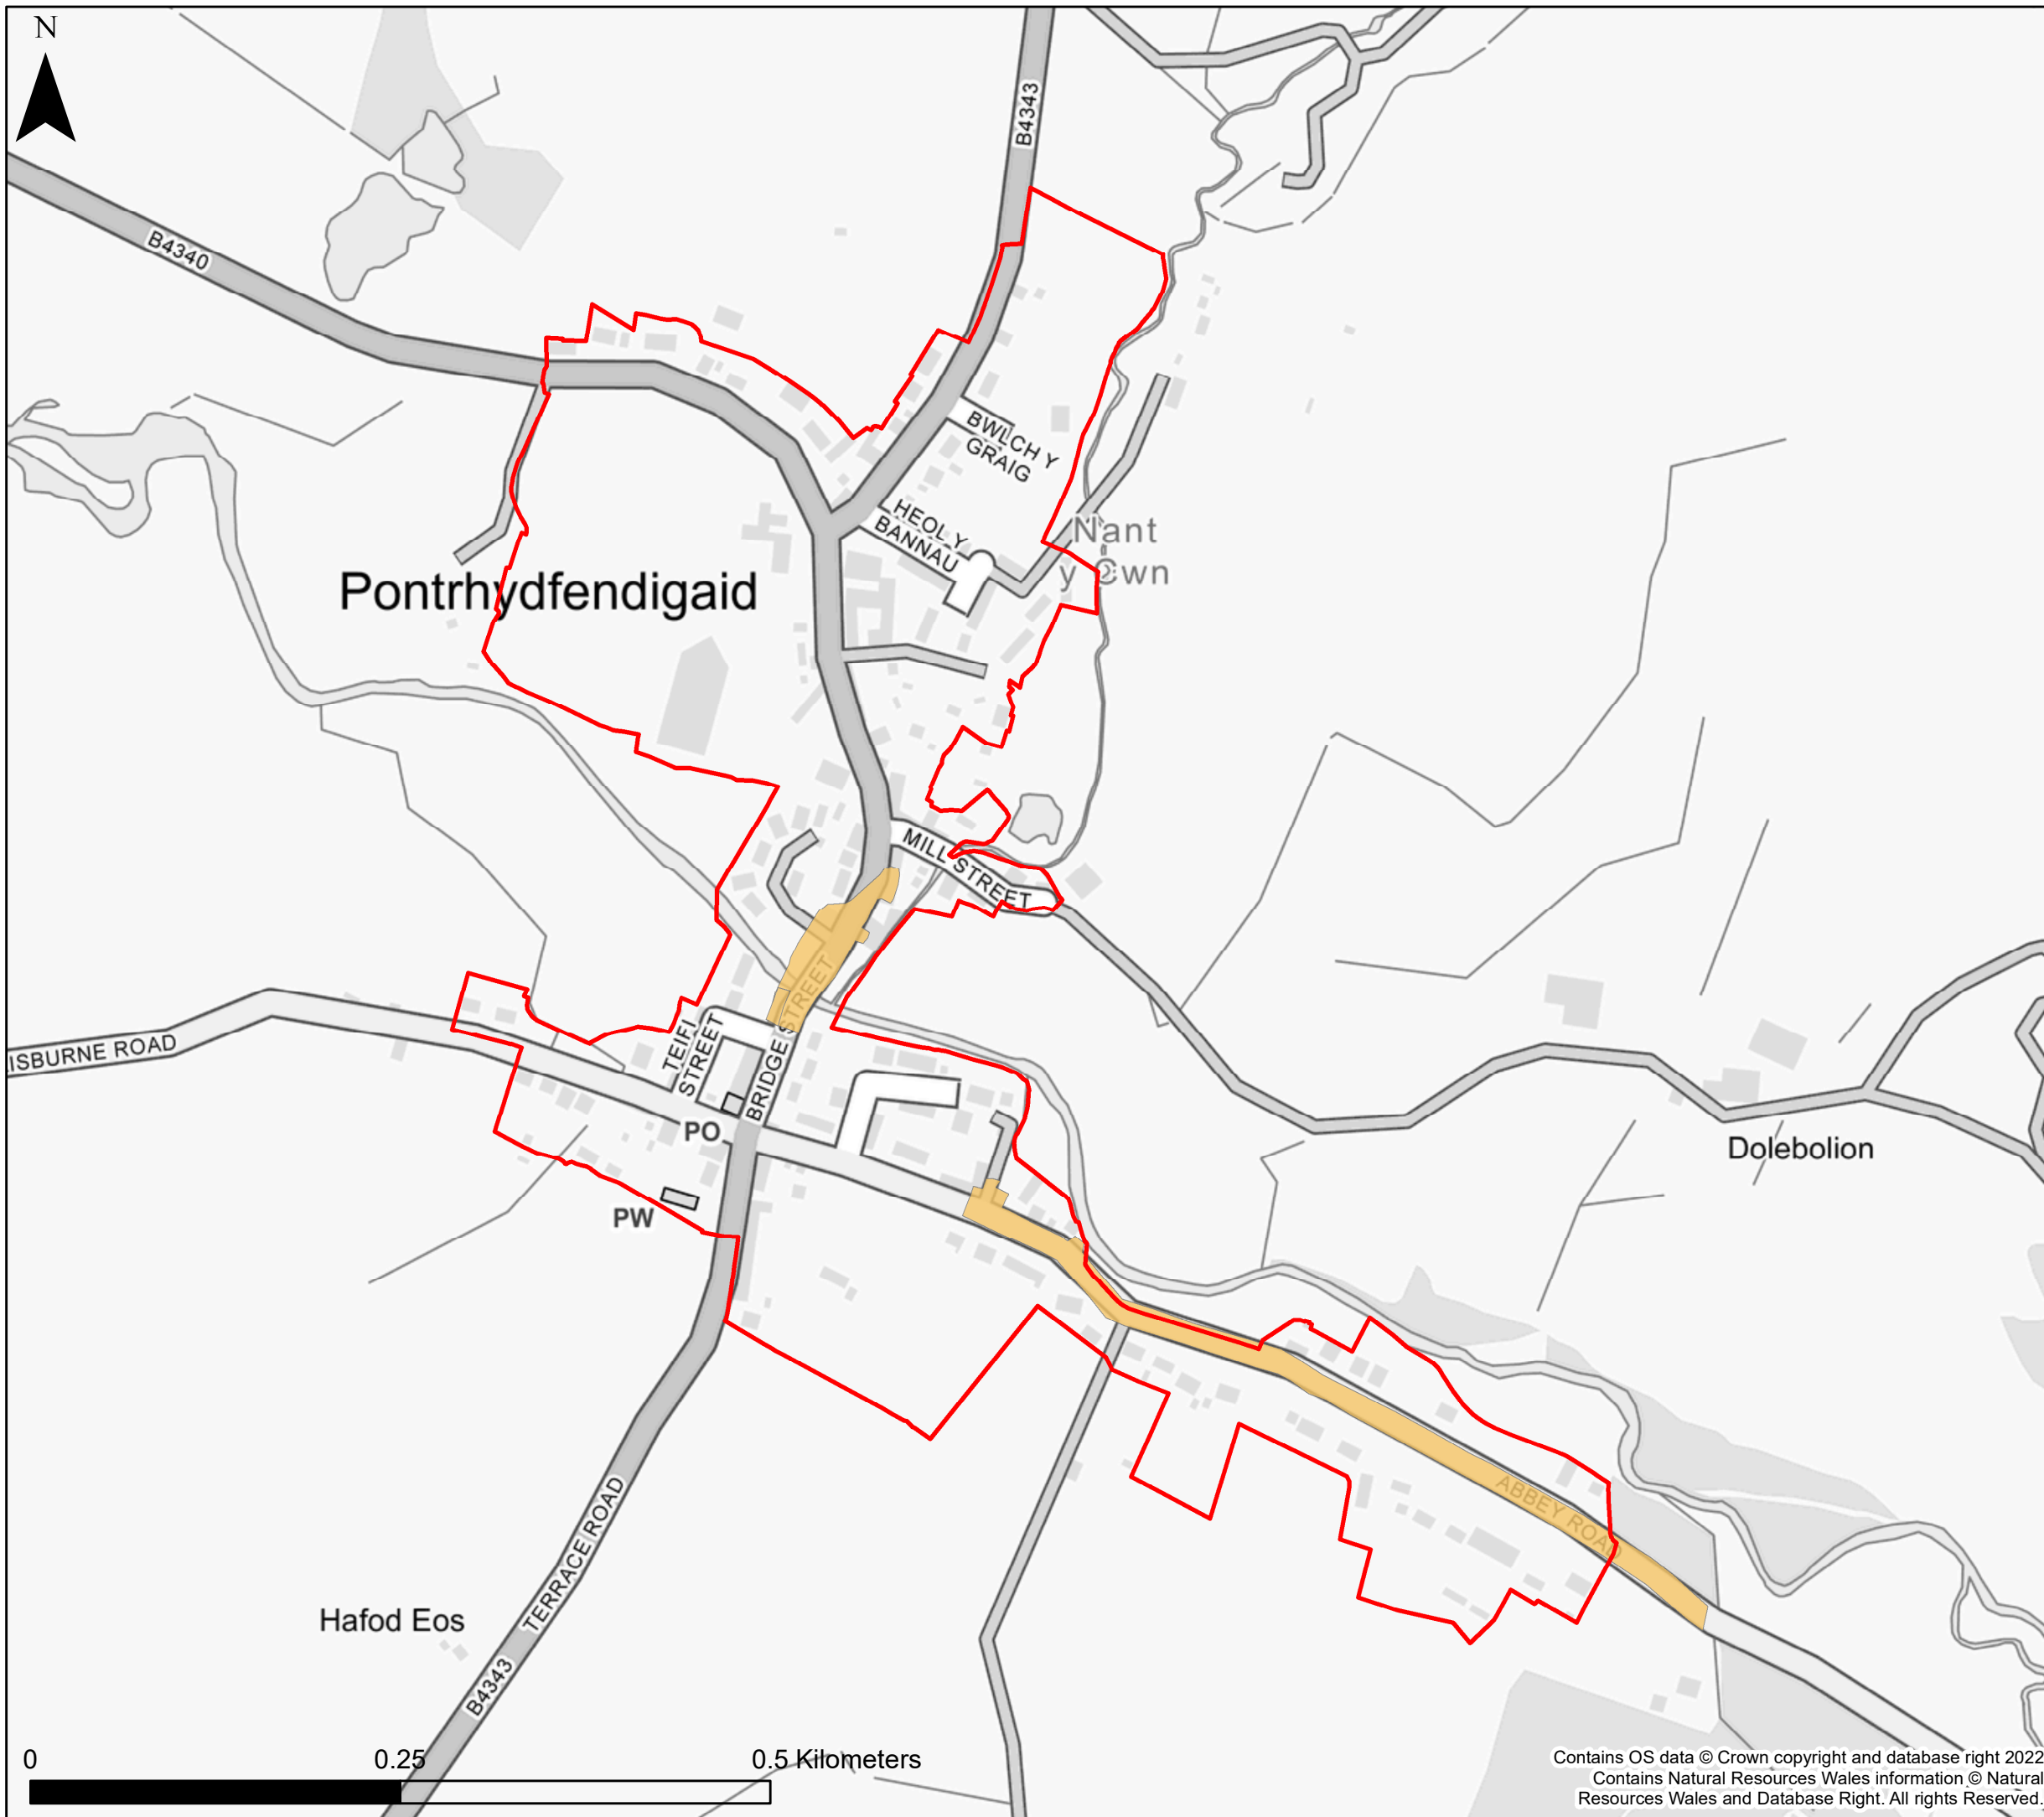 N
B4343
B4340
BWLCH Y
GRAIG
HEOL Y
BANNAU
Nant
y Cwn
Pontrhydfendigaid
MILL STREET
BRIDGE STREET
TEIFI
STREET
ISBURNE ROAD
PO
PW
Dolebolion
ABBEY ROAD
Hafod Eos
TERRACE ROAD
B4343
0
0.25
0.5 Kilometers
Contains OS data © Crown copyright and database right 2022
Contains Natural Resources Wales information © Natural
Resources Wales and Database Right. All rights Reserved.